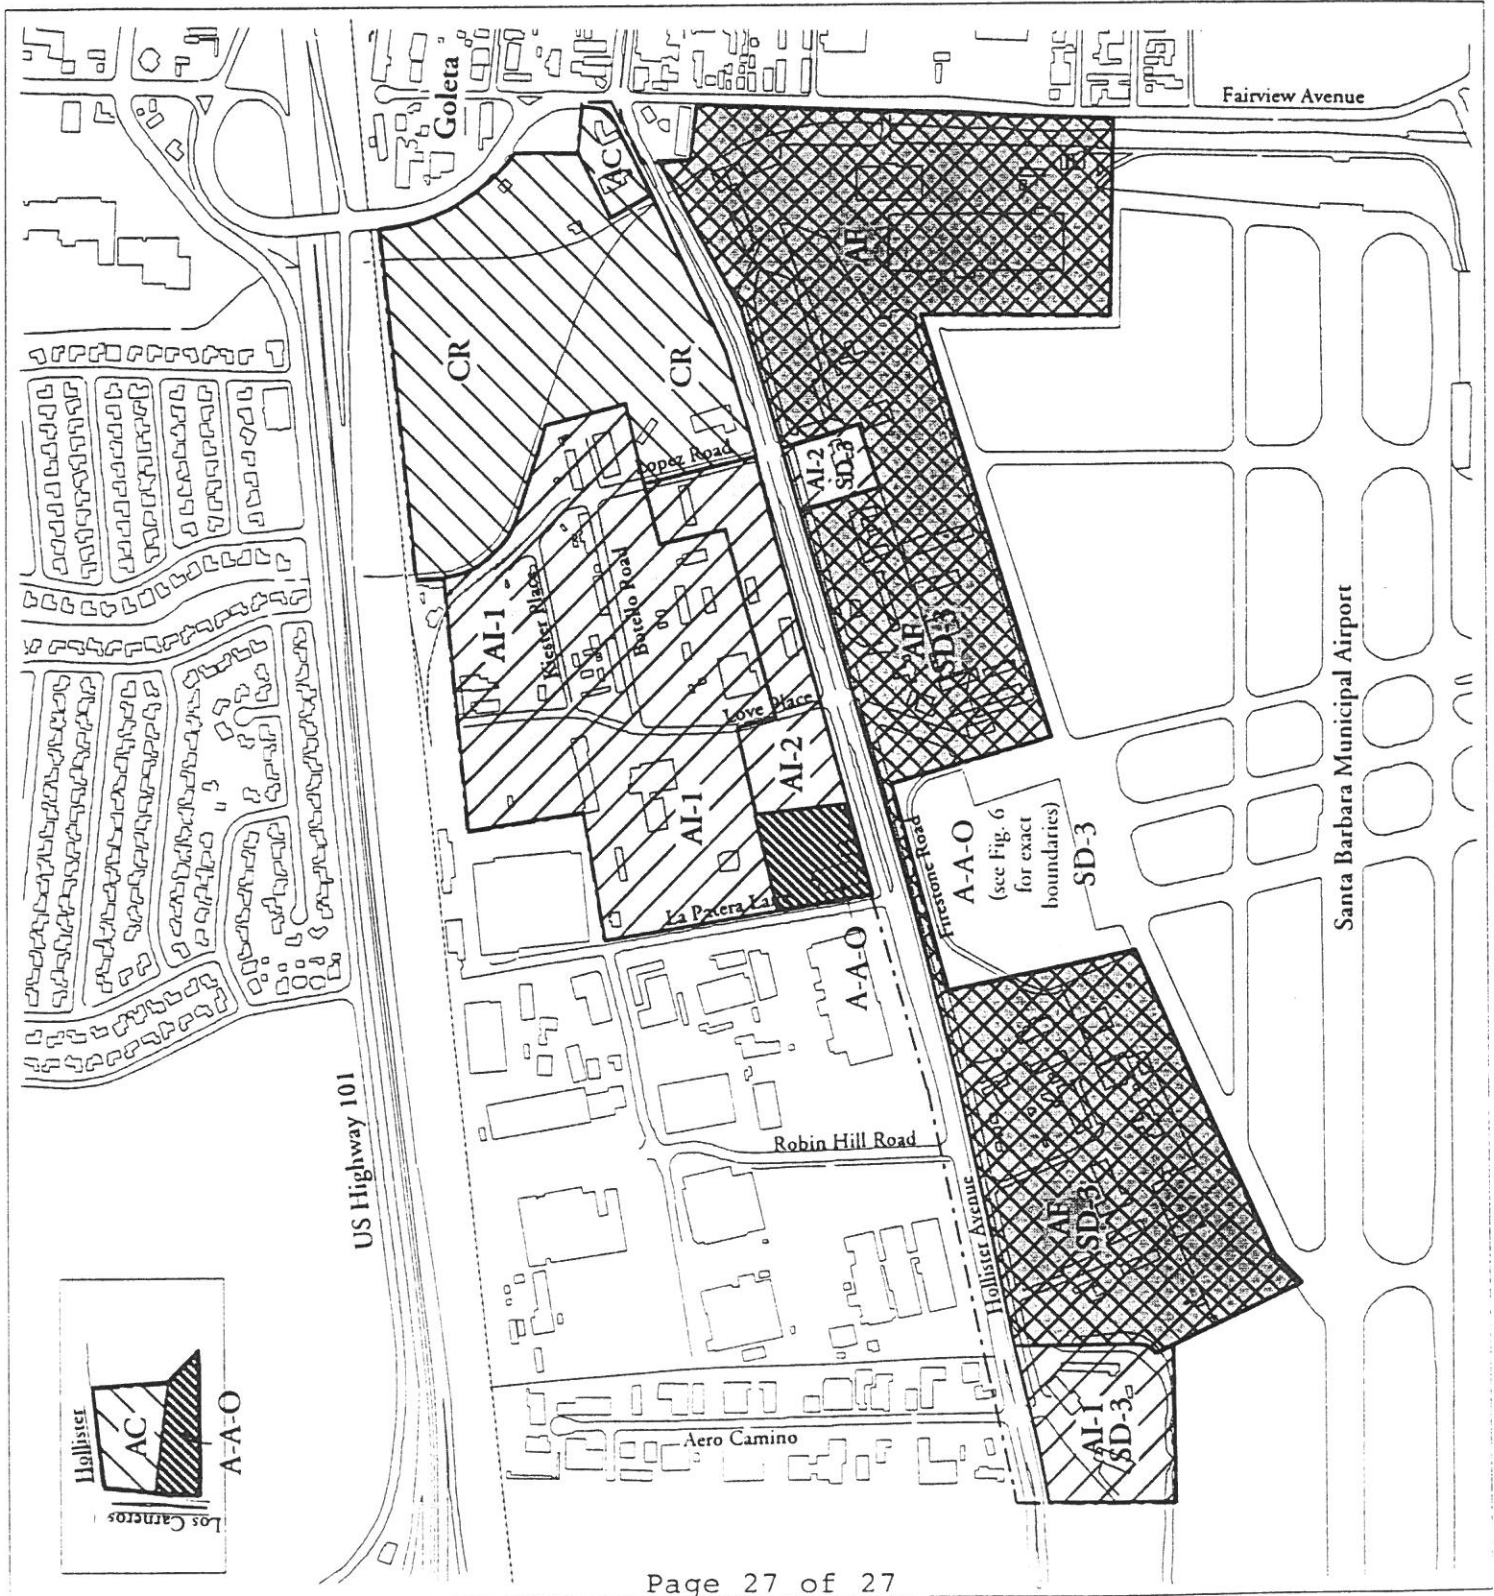 Goleta
Fairview Avenue
AC
AF
CR
CR
Lopez Road
AI-2
SD-3
AI-1
Kiester Place
Botello Road
AF
SD-3
Love Place
AI-2
AI-1
La Patera Lane
Firestone Road
A-A-O
(see Fig. 6
for exact
boundaries)
SD-3
Santa Barbara Municipal Airport
A-A-O
US Highway 101
Robin Hill Road
Hollister Avenue
AF
SD-3
Aero Camino
AI-1
SD-3
Hollister
AC
A-A-O
Los Carneros
Page 27 of 27